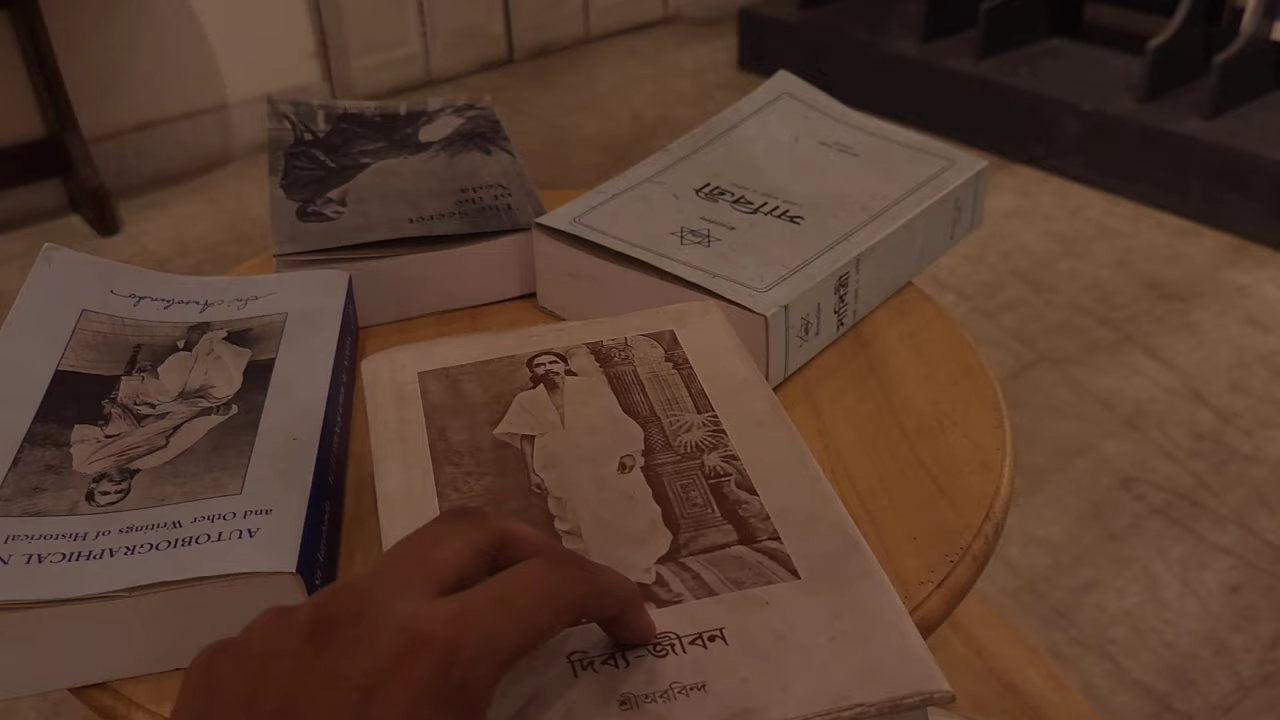 The Secret
of the
Veda
সাবিত্রী
সাবিত্রী
Sri Aurobindo
AUTOBIOGRAPHICAL N
and Other Writings of Historical
দিব্য-জীবন
শ্রীঅরবিন্দ